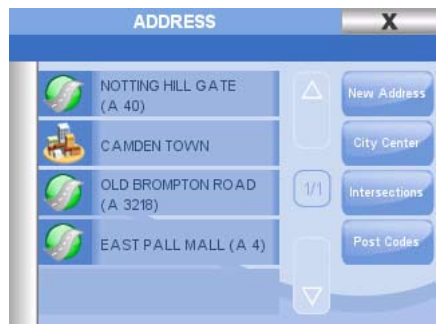 ADDRESS
X
NOTTING HILL GATE
(A 40)
CAMDEN TOWN
OLD BROMPTON ROAD
(A 3218)
EAST PALL MALL (A 4)
1/1
New Address
City Center
Intersections
Post Codes